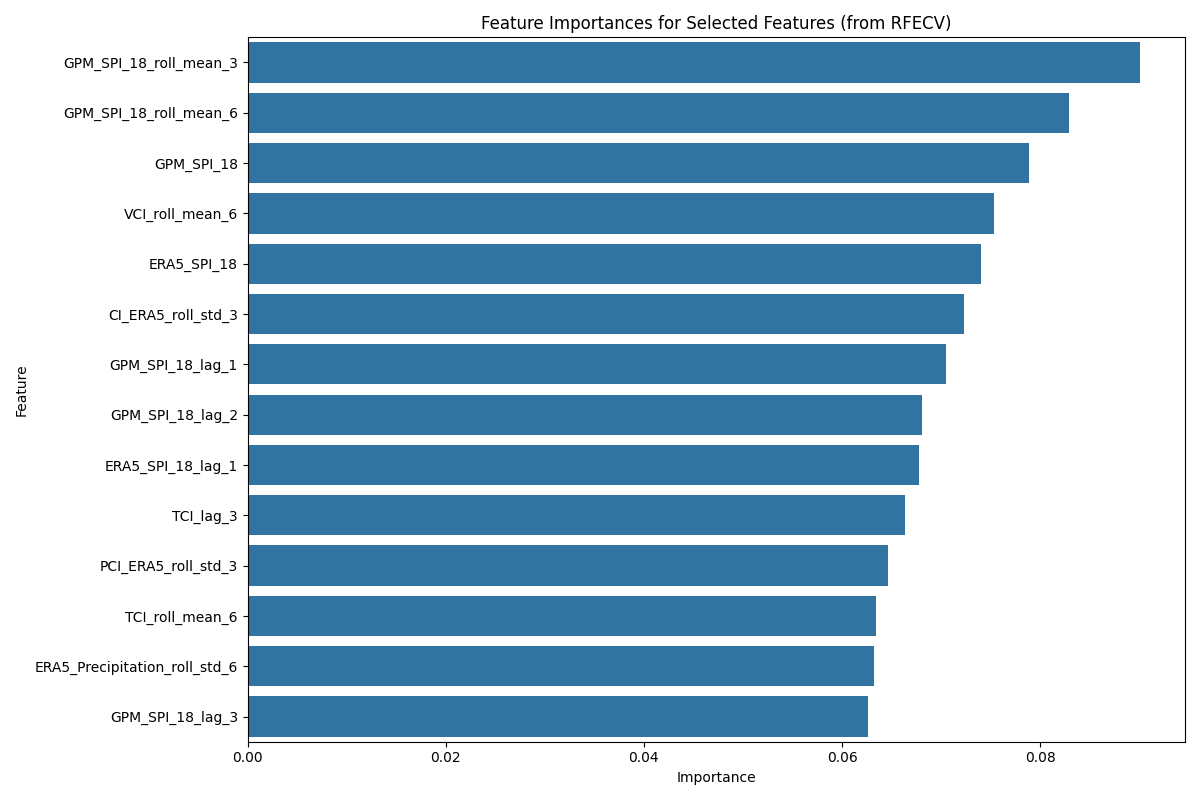 Feature Importances for Selected Features (from RFECV)
GPM_SPI_18_roll_mean_3
GPM_SPI_18_roll_mean_6
GPM_SPI_18
VCI_roll_mean_6
ERA5_SPI_18
CI_ERA5_roll_std_3
GPM_SPI_18_lag_1
GPM_SPI_18_lag_2
ERA5_SPI_18_lag_1
TCI_lag_3
PCI_ERA5_roll_std_3
TCI_roll_mean_6
ERA5_Precipitation_roll_std_6
GPM_SPI_18_lag_3
Feature
0.00 0.02 0.04 0.06 0.08
Importance